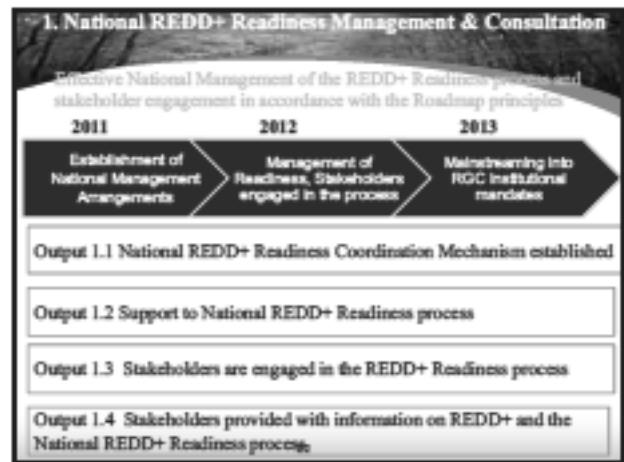 1. National REDD+ Readiness Management & Consultation
Effective National Management of the REDD+ Readiness process and
stakeholder engagement in accordance with the Roadmap principles
2011
2012
2013
Establishment of
National Management
Arrangements
Management of
Readiness, Stakeholders
engaged in the process
Mainstreaming into
RGC institutional
mandates
Output 1.1 National REDD+ Readiness Coordination Mechanism established
Output 1.2 Support to National REDD+ Readiness process
Output 1.3 Stakeholders are engaged in the REDD+ Readiness process
Output 1.4 Stakeholders provided with information on REDD+ and the
National REDD+ Readiness process